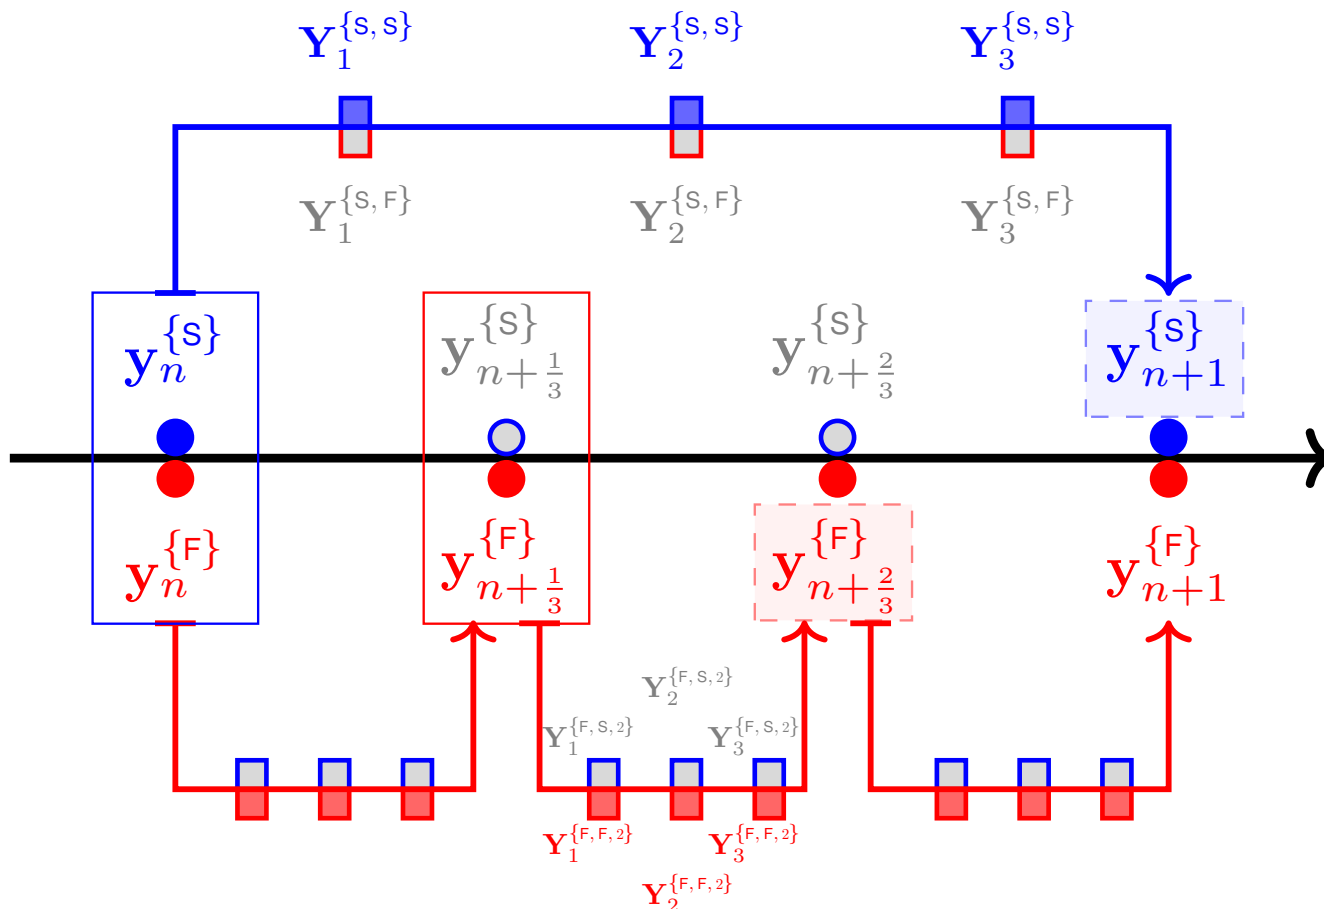 Y_1^{S,S} Y_2^{S,S} Y_3^{S,S}
Y_1^{S,F} Y_2^{S,F} Y_3^{S,F}
y_n^{S} y_{n+1/3}^{S} y_{n+2/3}^{S} y_{n+1}^{S}
y_n^{F} y_{n+1/3}^{F} y_{n+2/3}^{F} y_{n+1}^{F}
Y_2^{F,S,2}
Y_1^{F,S,2} Y_3^{F,S,2}
Y_1^{F,F,2} Y_3^{F,F,2}
Y_2^{F,F,2}